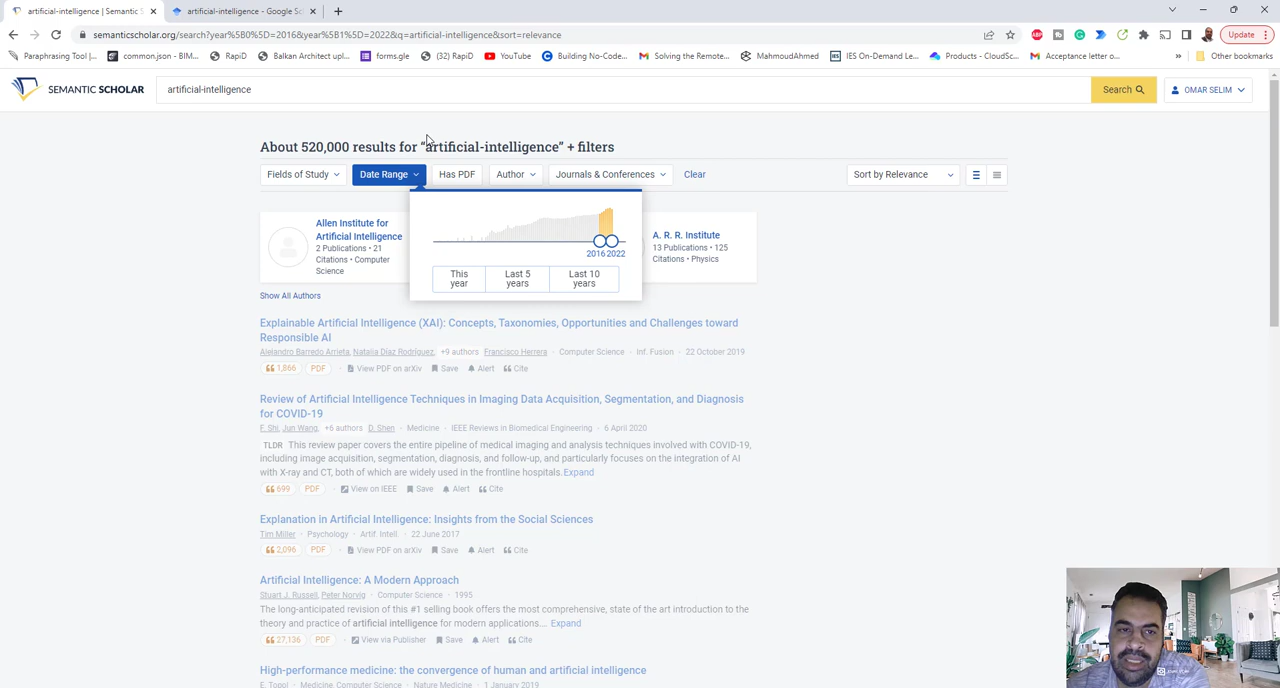 artificial-intelligence | Semantic S
artificial-intelligence - Google Sc
semanticscholar.org/search?year%5B0%5D=2016&year%5B1%5D=2022&q=artificial-intelligence&sort=relevance
Update
Paraphrasing Tool |...
common.json - BIM...
RapiD
Balkan Architect upl...
forms.gle
(32) RapiD
YouTube
Building No-Code...
Solving the Remote...
MahmoudAhmed
IES On-Demand Le...
Products - CloudSc...
Acceptance letter o...
»
Other bookmarks
SEMANTIC SCHOLAR
artificial-intelligence
Search
OMAR SELIM
About 520,000 results for “artificial-intelligence” + filters
Fields of Study
Date Range
Has PDF
Author
Journals & Conferences
Clear
Sort by Relevance
2016 2022
This year
Last 5 years
Last 10 years
Allen Institute for
Artificial Intelligence
2 Publications • 21
Citations • Computer
Science
A. R. R. Institute
13 Publications • 125
Citations • Physics
Show All Authors
Explainable Artificial Intelligence (XAI): Concepts, Taxonomies, Opportunities and Challenges toward
Responsible AI
Alejandro Barredo Arrieta, Natalia Díaz Rodríguez, +9 authors Francisco Herrera · Computer Science · Inf. Fusion · 22 October 2019
1,866 PDF · View PDF on arXiv Save Alert Cite
Review of Artificial Intelligence Techniques in Imaging Data Acquisition, Segmentation, and Diagnosis
for COVID-19
F. Shi, Jun Wang, +6 authors D. Shen · Medicine · IEEE Reviews in Biomedical Engineering · 6 April 2020
TLDR This review paper covers the entire pipeline of medical imaging and analysis techniques involved with COVID-19,
including image acquisition, segmentation, diagnosis, and follow-up, and particularly focuses on the integration of AI
with X-ray and CT, both of which are widely used in the frontline hospitals. Expand
699 PDF · View on IEEE Save Alert Cite
Explanation in Artificial Intelligence: Insights from the Social Sciences
Tim Miller · Psychology · Artif. Intell. · 22 June 2017
2,096 PDF · View PDF on arXiv Save Alert Cite
Artificial Intelligence: A Modern Approach
Stuart J. Russell, Peter Norvig · Computer Science · 1995
The long-anticipated revision of this #1 selling book offers the most comprehensive, state of the art introduction to the
theory and practice of artificial intelligence for modern applications.... Expand
27,136 PDF · View via Publisher Save Alert Cite
High-performance medicine: the convergence of human and artificial intelligence
E. Topol · Medicine, Computer Science · Nature Medicine · 1 January 2019